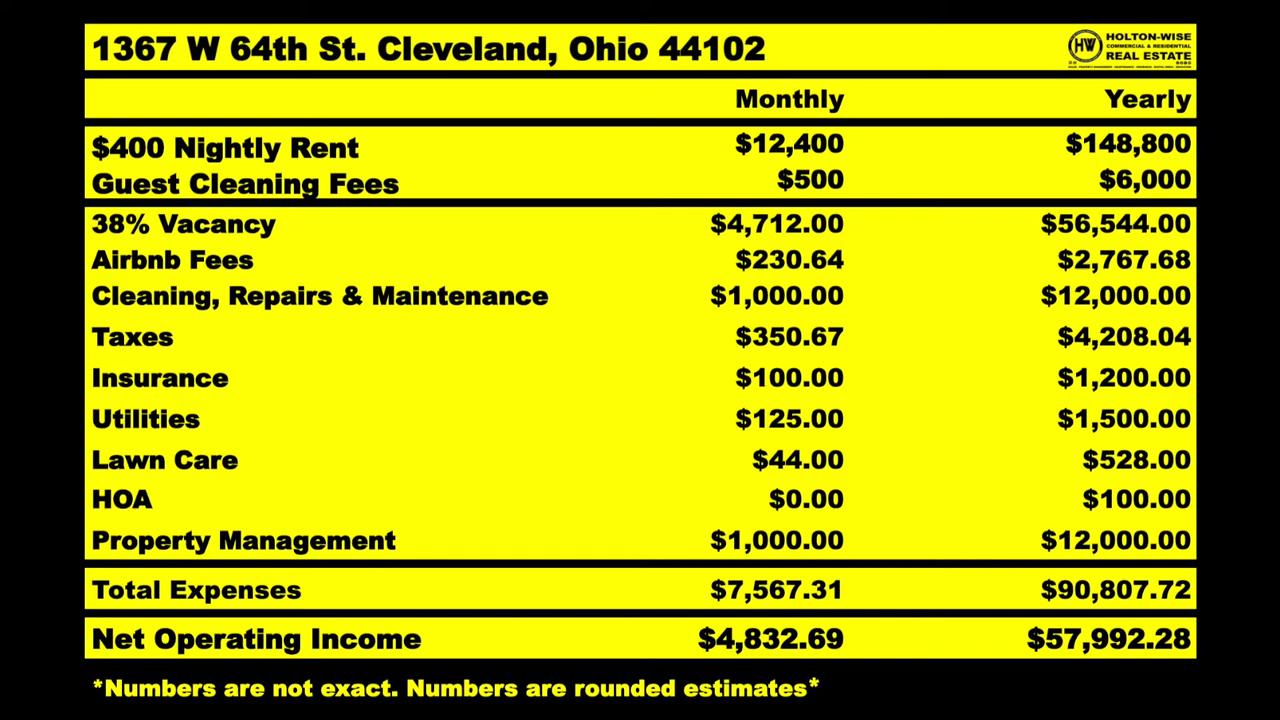 1367 W 64th St. Cleveland, Ohio 44102
HOLTON-WISE
COMMERCIAL & RESIDENTIAL
REAL ESTATE
HW
Monthly Yearly
$400 Nightly Rent $12,400 $148,800
Guest Cleaning Fees $500 $6,000
38% Vacancy $4,712.00 $56,544.00
Airbnb Fees $230.64 $2,767.68
Cleaning, Repairs & Maintenance $1,000.00 $12,000.00
Taxes $350.67 $4,208.04
Insurance $100.00 $1,200.00
Utilities $125.00 $1,500.00
Lawn Care $44.00 $528.00
HOA $0.00 $100.00
Property Management $1,000.00 $12,000.00
Total Expenses $7,567.31 $90,807.72
Net Operating Income $4,832.69 $57,992.28
*Numbers are not exact. Numbers are rounded estimates*